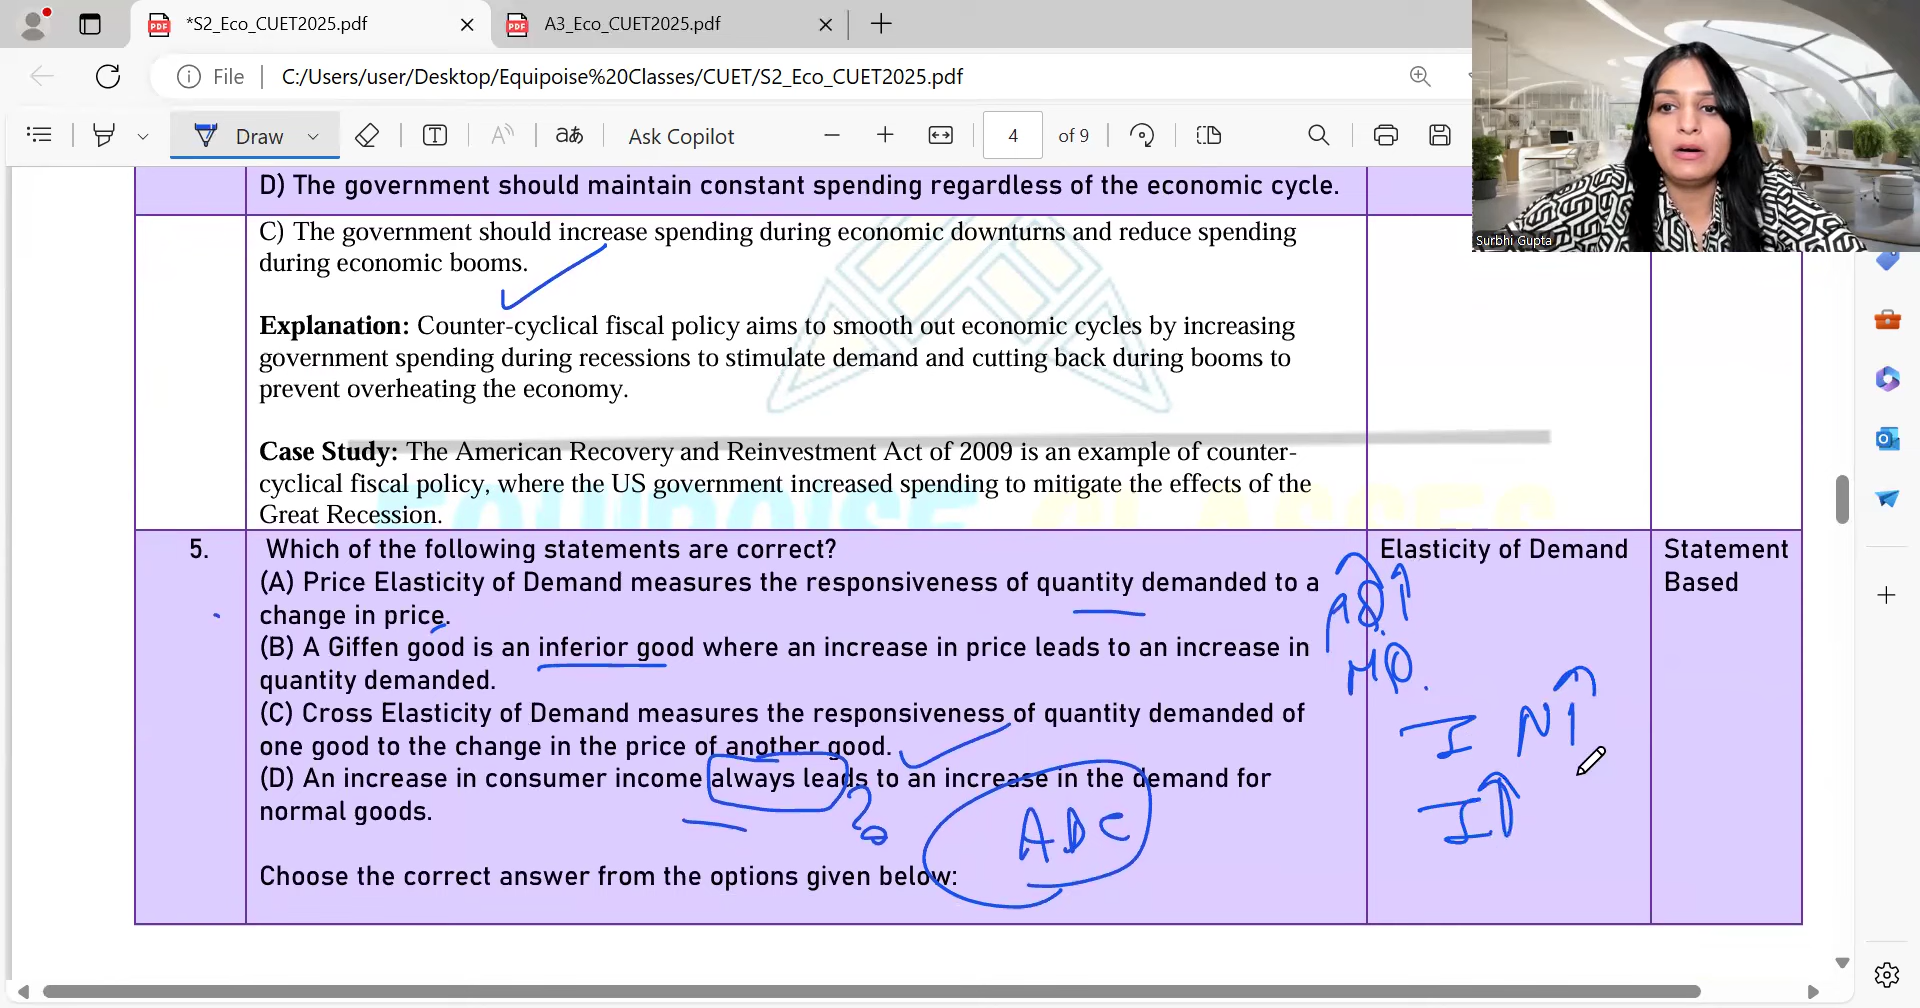 *S2_Eco_CUET2025.pdf
A3_Eco_CUET2025.pdf
File
C:/Users/user/Desktop/Equipoise%20Classes/CUET/S2_Eco_CUET2025.pdf
Draw
Ask Copilot
4 of 9
Surbhi Gupta
D) The government should maintain constant spending regardless of the economic cycle.
C) The government should increase spending during economic downturns and reduce spending
during economic booms.
Explanation: Counter-cyclical fiscal policy aims to smooth out economic cycles by increasing
government spending during recessions to stimulate demand and cutting back during booms to
prevent overheating the economy.
Case Study: The American Recovery and Reinvestment Act of 2009 is an example of counter-
cyclical fiscal policy, where the US government increased spending to mitigate the effects of the
Great Recession.
EQUIPOISE CLASSES
5.
Which of the following statements are correct?
(A) Price Elasticity of Demand measures the responsiveness of quantity demanded to a
change in price.
(B) A Giffen good is an inferior good where an increase in price leads to an increase in
quantity demanded.
(C) Cross Elasticity of Demand measures the responsiveness of quantity demanded of
one good to the change in the price of another good.
(D) An increase in consumer income always leads to an increase in the demand for
normal goods.
Choose the correct answer from the options given below:
Elasticity of Demand
Statement
Based
I N↑
I↑